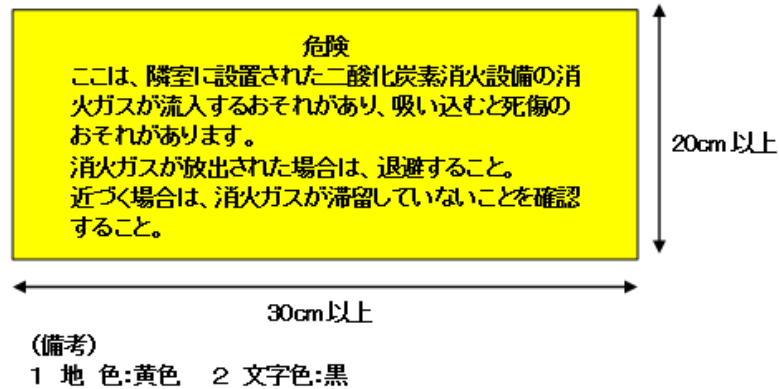 危険
ここは、隣室に設置された二酸化炭素消火設備の消
火ガスが流入するおそれがあり、吸い込むと死傷の
おそれがあります。
消火ガスが放出された場合は、退避すること。
近づく場合は、消火ガスが滞留していないことを確認
すること。
20cm以上
30cm以上
(備考)
1 地 色:黄色 2 文字色:黒